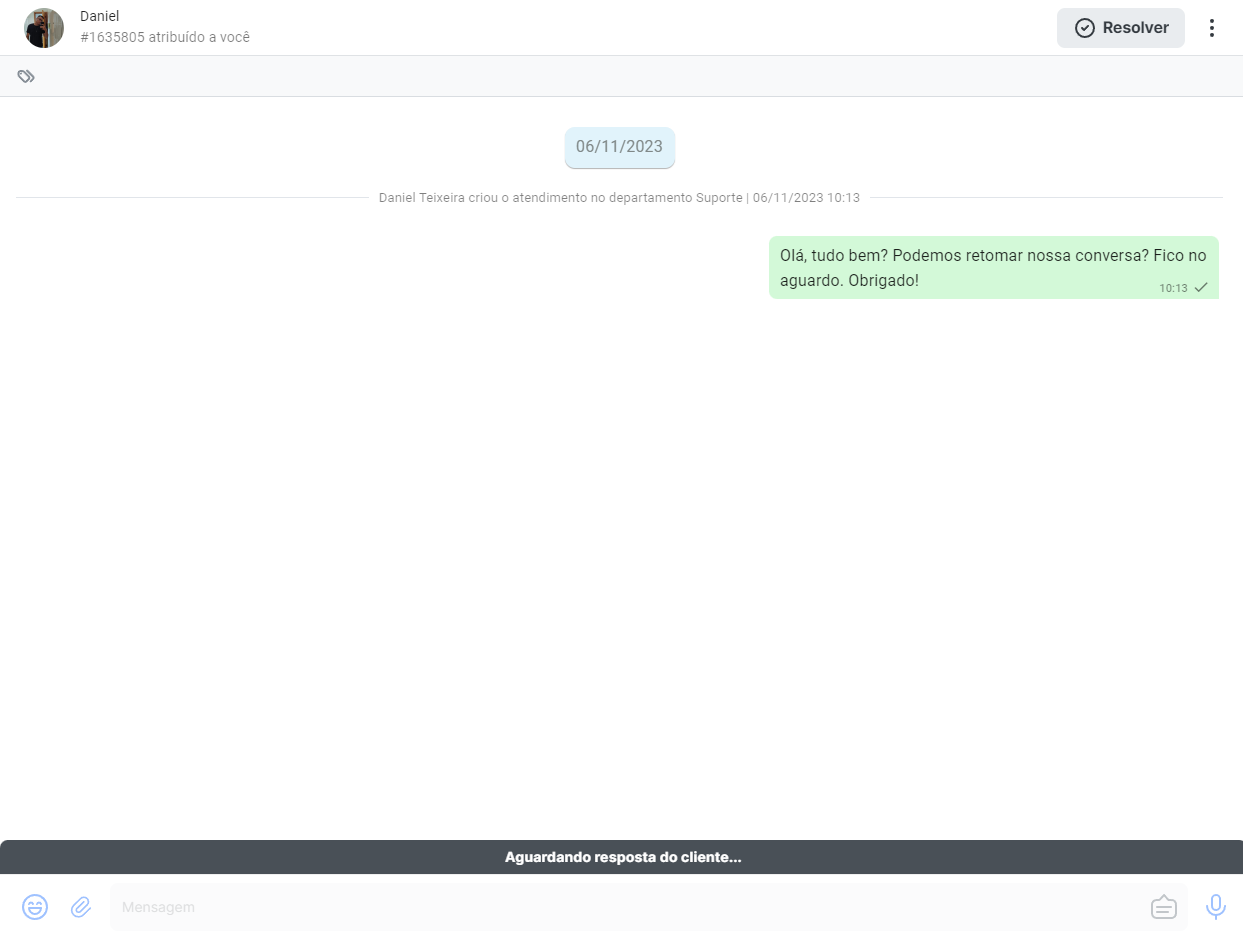 Daniel
#1635805 atribuído a você
Resolver
06/11/2023
Daniel Teixeira criou o atendimento no departamento Suporte | 06/11/2023 10:13
Olá, tudo bem? Podemos retomar nossa conversa? Fico no
aguardo. Obrigado!
10:13
Aguardando resposta do cliente...
Mensagem